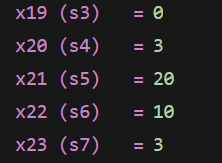 x19 (s3) = 0
x20 (s4) = 3
x21 (s5) = 20
x22 (s6) = 10
x23 (s7) = 3